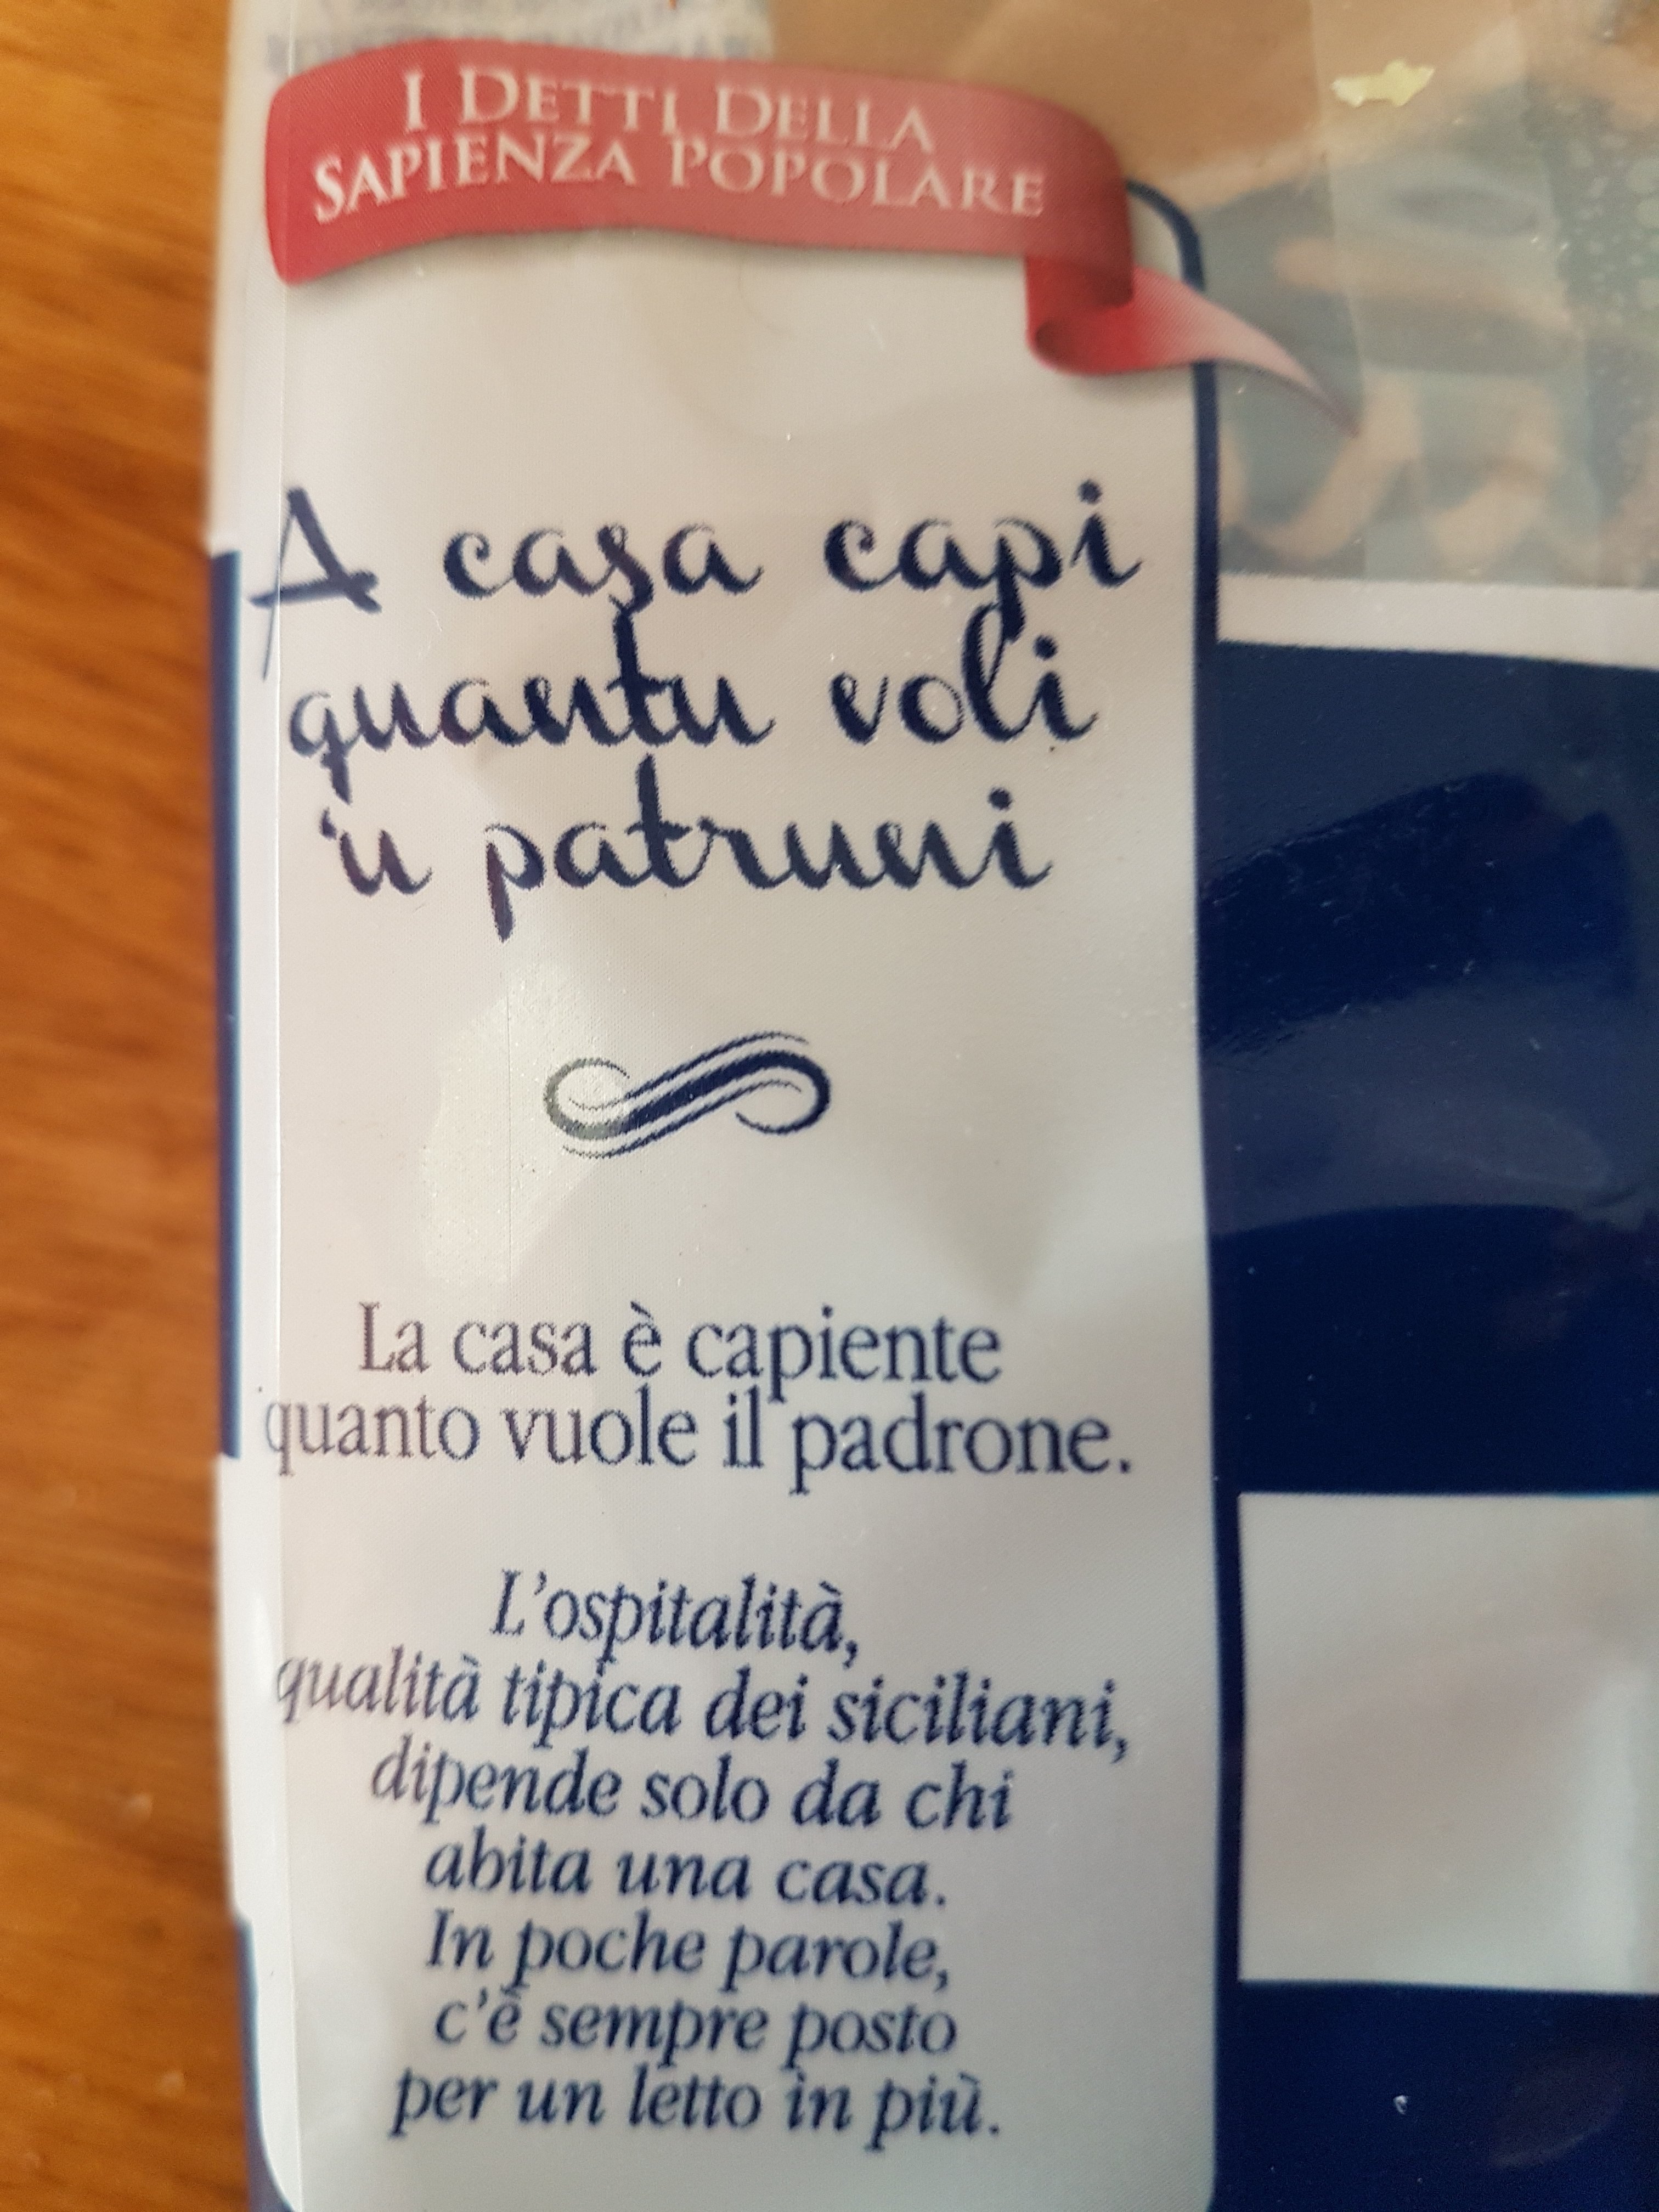 I DETTI DELLA
SAPIENZA POPOLARE
A casa capi
quantu voli
'u patruni
La casa è capiente
quanto vuole il padrone.
L'ospitalità,
qualità tipica dei siciliani,
dipende solo da chi
abita una casa.
In poche parole,
c'è sempre posto
per un letto in più.